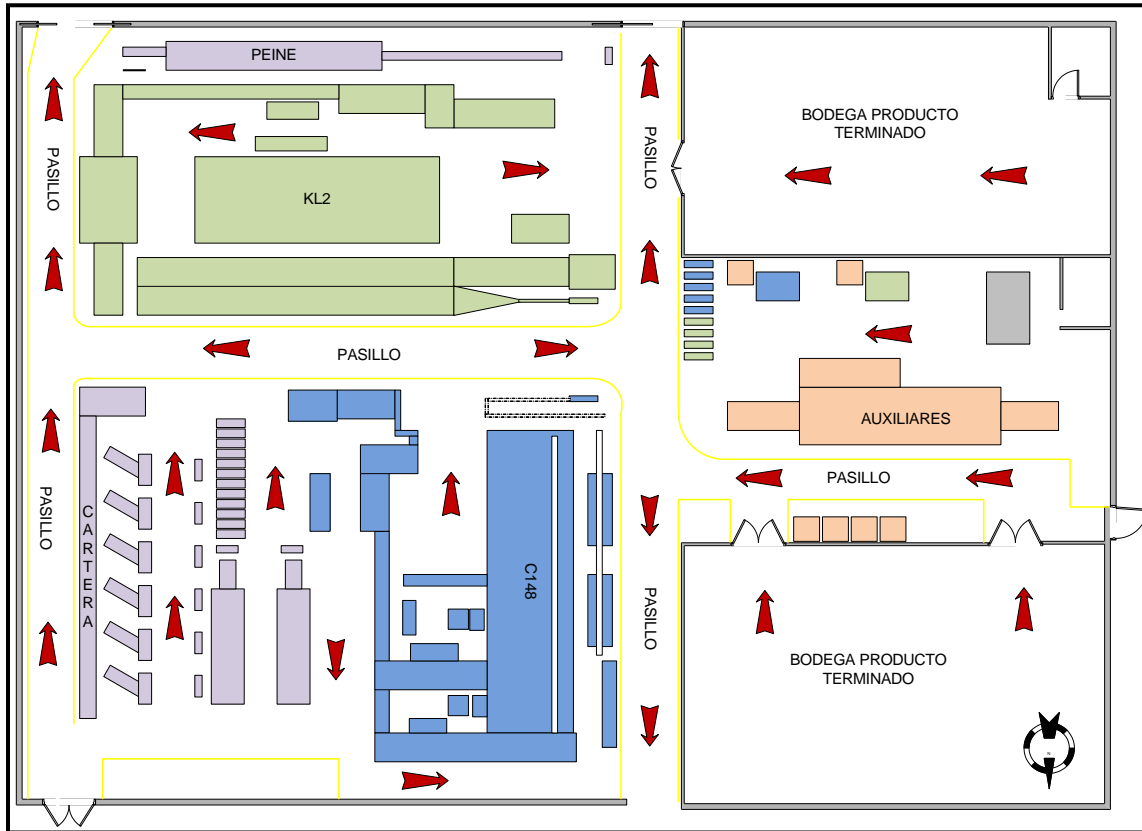 PEINE
BODEGA PRODUCTO
TERMINADO
PASILLO
PASILLO
KL2
PASILLO
AUXILIARES
PASILLO
PASILLO
CARTERA
C148
PASILLO
BODEGA PRODUCTO
TERMINADO
N